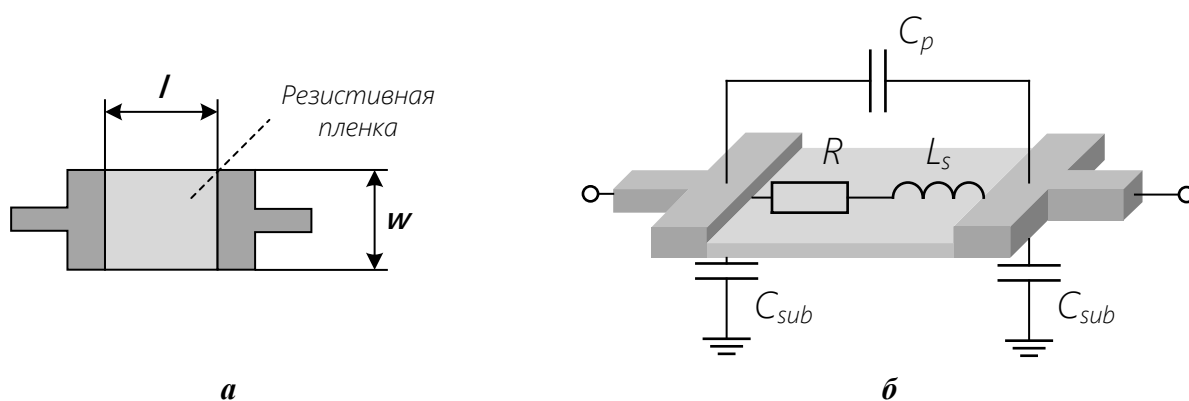 l
Резистивная
пленка
w
а
C_p
R
L_s
C_sub
C_sub
б